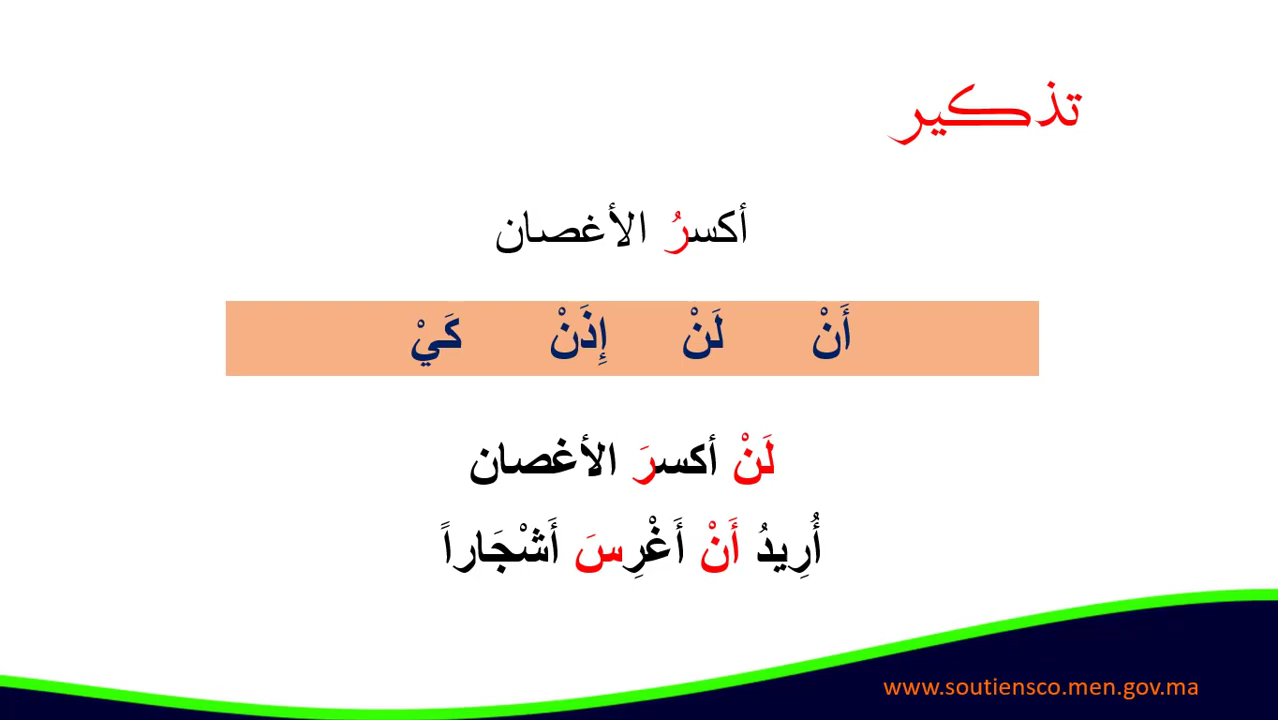 تذكير
أكسرُ الأغصان
أَنْ لَنْ إِذَنْ كَيْ
لَنْ أكسرَ الأغصان
أُرِيدُ أَنْ أَغْرِسَ أَشْجَاراً
www.soutiensco.men.gov.ma